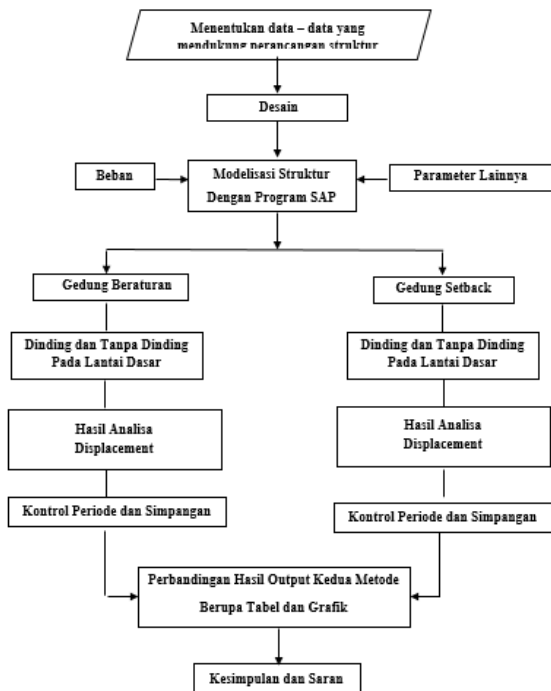 Menentukan data – data yang
mendukung perancangan struktur
Desain
Beban
Modelisasi Struktur
Dengan Program SAP
Parameter Lainnya
Gedung Beraturan
Gedung Setback
Dinding dan Tanpa Dinding
Pada Lantai Dasar
Dinding dan Tanpa Dinding
Pada Lantai Dasar
Hasil Analisa
Displacement
Hasil Analisa
Displacement
Kontrol Periode dan Simpangan
Kontrol Periode dan Simpangan
Perbandingan Hasil Output Kedua Metode
Berupa Tabel dan Grafik
Kesimpulan dan Saran